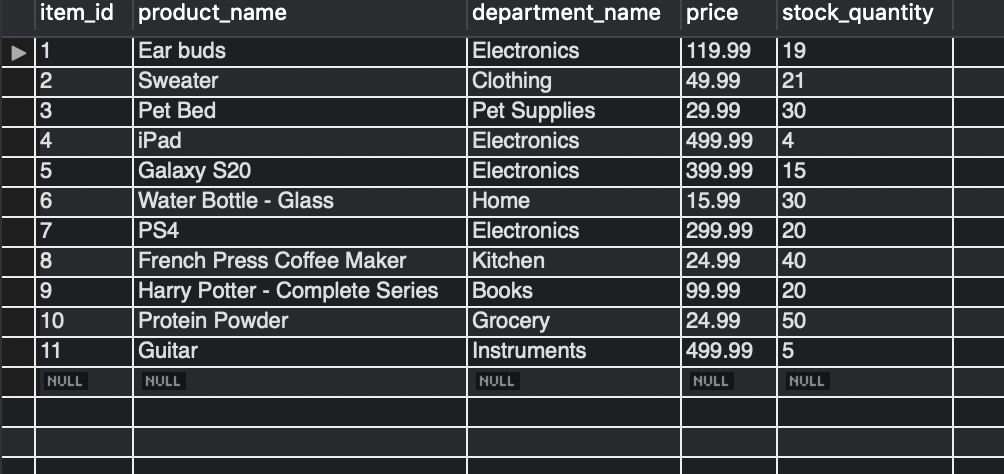 item_id product_name department_name price stock_quantity
1 Ear buds Electronics 119.99 19
2 Sweater Clothing 49.99 21
3 Pet Bed Pet Supplies 29.99 30
4 iPad Electronics 499.99 4
5 Galaxy S20 Electronics 399.99 15
6 Water Bottle - Glass Home 15.99 30
7 PS4 Electronics 299.99 20
8 French Press Coffee Maker Kitchen 24.99 40
9 Harry Potter - Complete Series Books 99.99 20
10 Protein Powder Grocery 24.99 50
11 Guitar Instruments 499.99 5
NULL NULL NULL NULL NULL